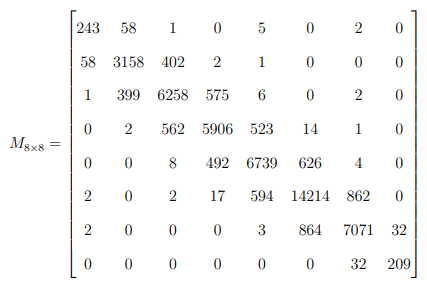 243 58 1 0 5 0 2 0
58 3158 402 2 1 0 0 0
1 399 6258 575 6 0 2 0
0 2 562 5906 523 14 1 0
M8×8 =
0 0 8 492 6739 626 4 0
2 0 2 17 594 14214 862 0
2 0 0 0 3 864 7071 32
0 0 0 0 0 0 32 209